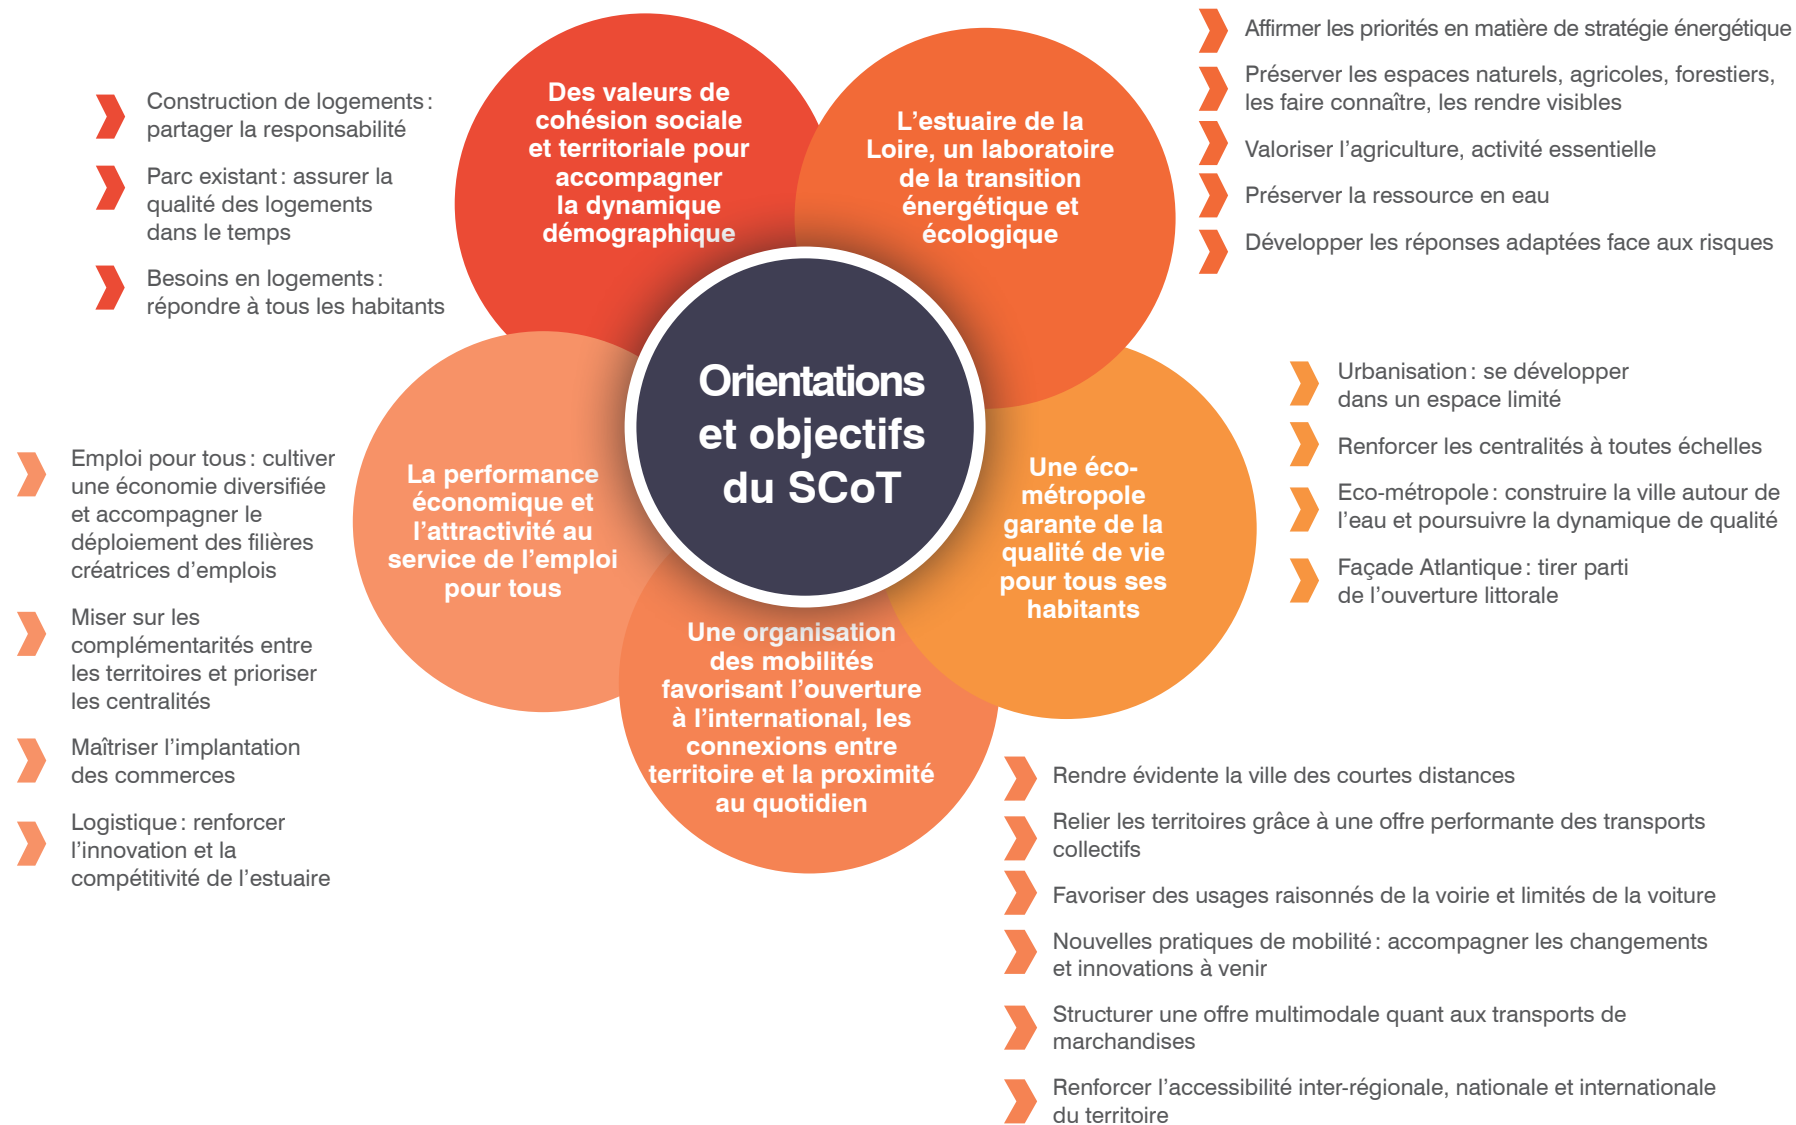 Orientations
et objectifs
du SCoT
Des valeurs de
cohésion sociale
et territoriale pour
accompagner
la dynamique
démographique
Construction de logements :
partager la responsabilité
Parc existant : assurer la
qualité des logements
dans le temps
Besoins en logements :
répondre à tous les habitants
L’estuaire de la
Loire, un laboratoire
de la transition
énergétique et
écologique
Affirmer les priorités en matière de stratégie énergétique
Préserver les espaces naturels, agricoles, forestiers,
les faire connaître, les rendre visibles
Valoriser l’agriculture, activité essentielle
Préserver la ressource en eau
Développer les réponses adaptées face aux risques
Une éco-
métropole
garante de la
qualité de vie
pour tous ses
habitants
Urbanisation : se développer
dans un espace limité
Renforcer les centralités à toutes échelles
Eco-métropole : construire la ville autour de
l’eau et poursuivre la dynamique de qualité
Façade Atlantique : tirer parti
de l’ouverture littorale
La performance
économique et
l’attractivité au
service de l’emploi
pour tous
Emploi pour tous : cultiver
une économie diversifiée
et accompagner le
déploiement des filières
créatrices d’emplois
Miser sur les
complémentarités entre
les territoires et prioriser
les centralités
Maîtriser l’implantation
des commerces
Logistique : renforcer
l’innovation et la
compétitivité de l’estuaire
Une organisation
des mobilités
favorisant l’ouverture
à l’international, les
connexions entre
territoire et la proximité
au quotidien
Rendre évidente la ville des courtes distances
Relier les territoires grâce à une offre performante des transports
collectifs
Favoriser des usages raisonnés de la voirie et limités de la voiture
Nouvelles pratiques de mobilité : accompagner les changements
et innovations à venir
Structurer une offre multimodale quant aux transports de
marchandises
Renforcer l’accessibilité inter-régionale, nationale et internationale
du territoire